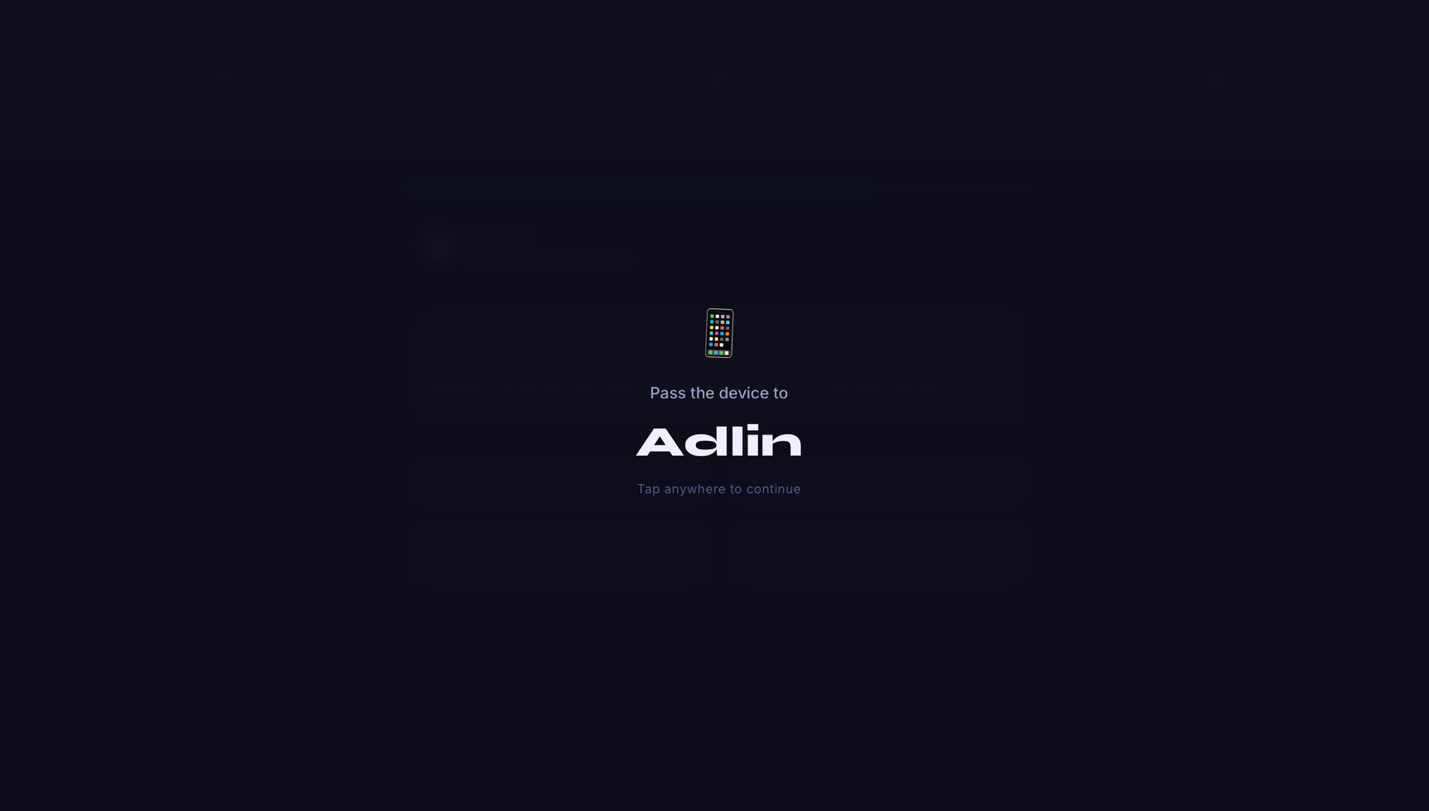 Pass the device to
Adlin
Tap anywhere to continue